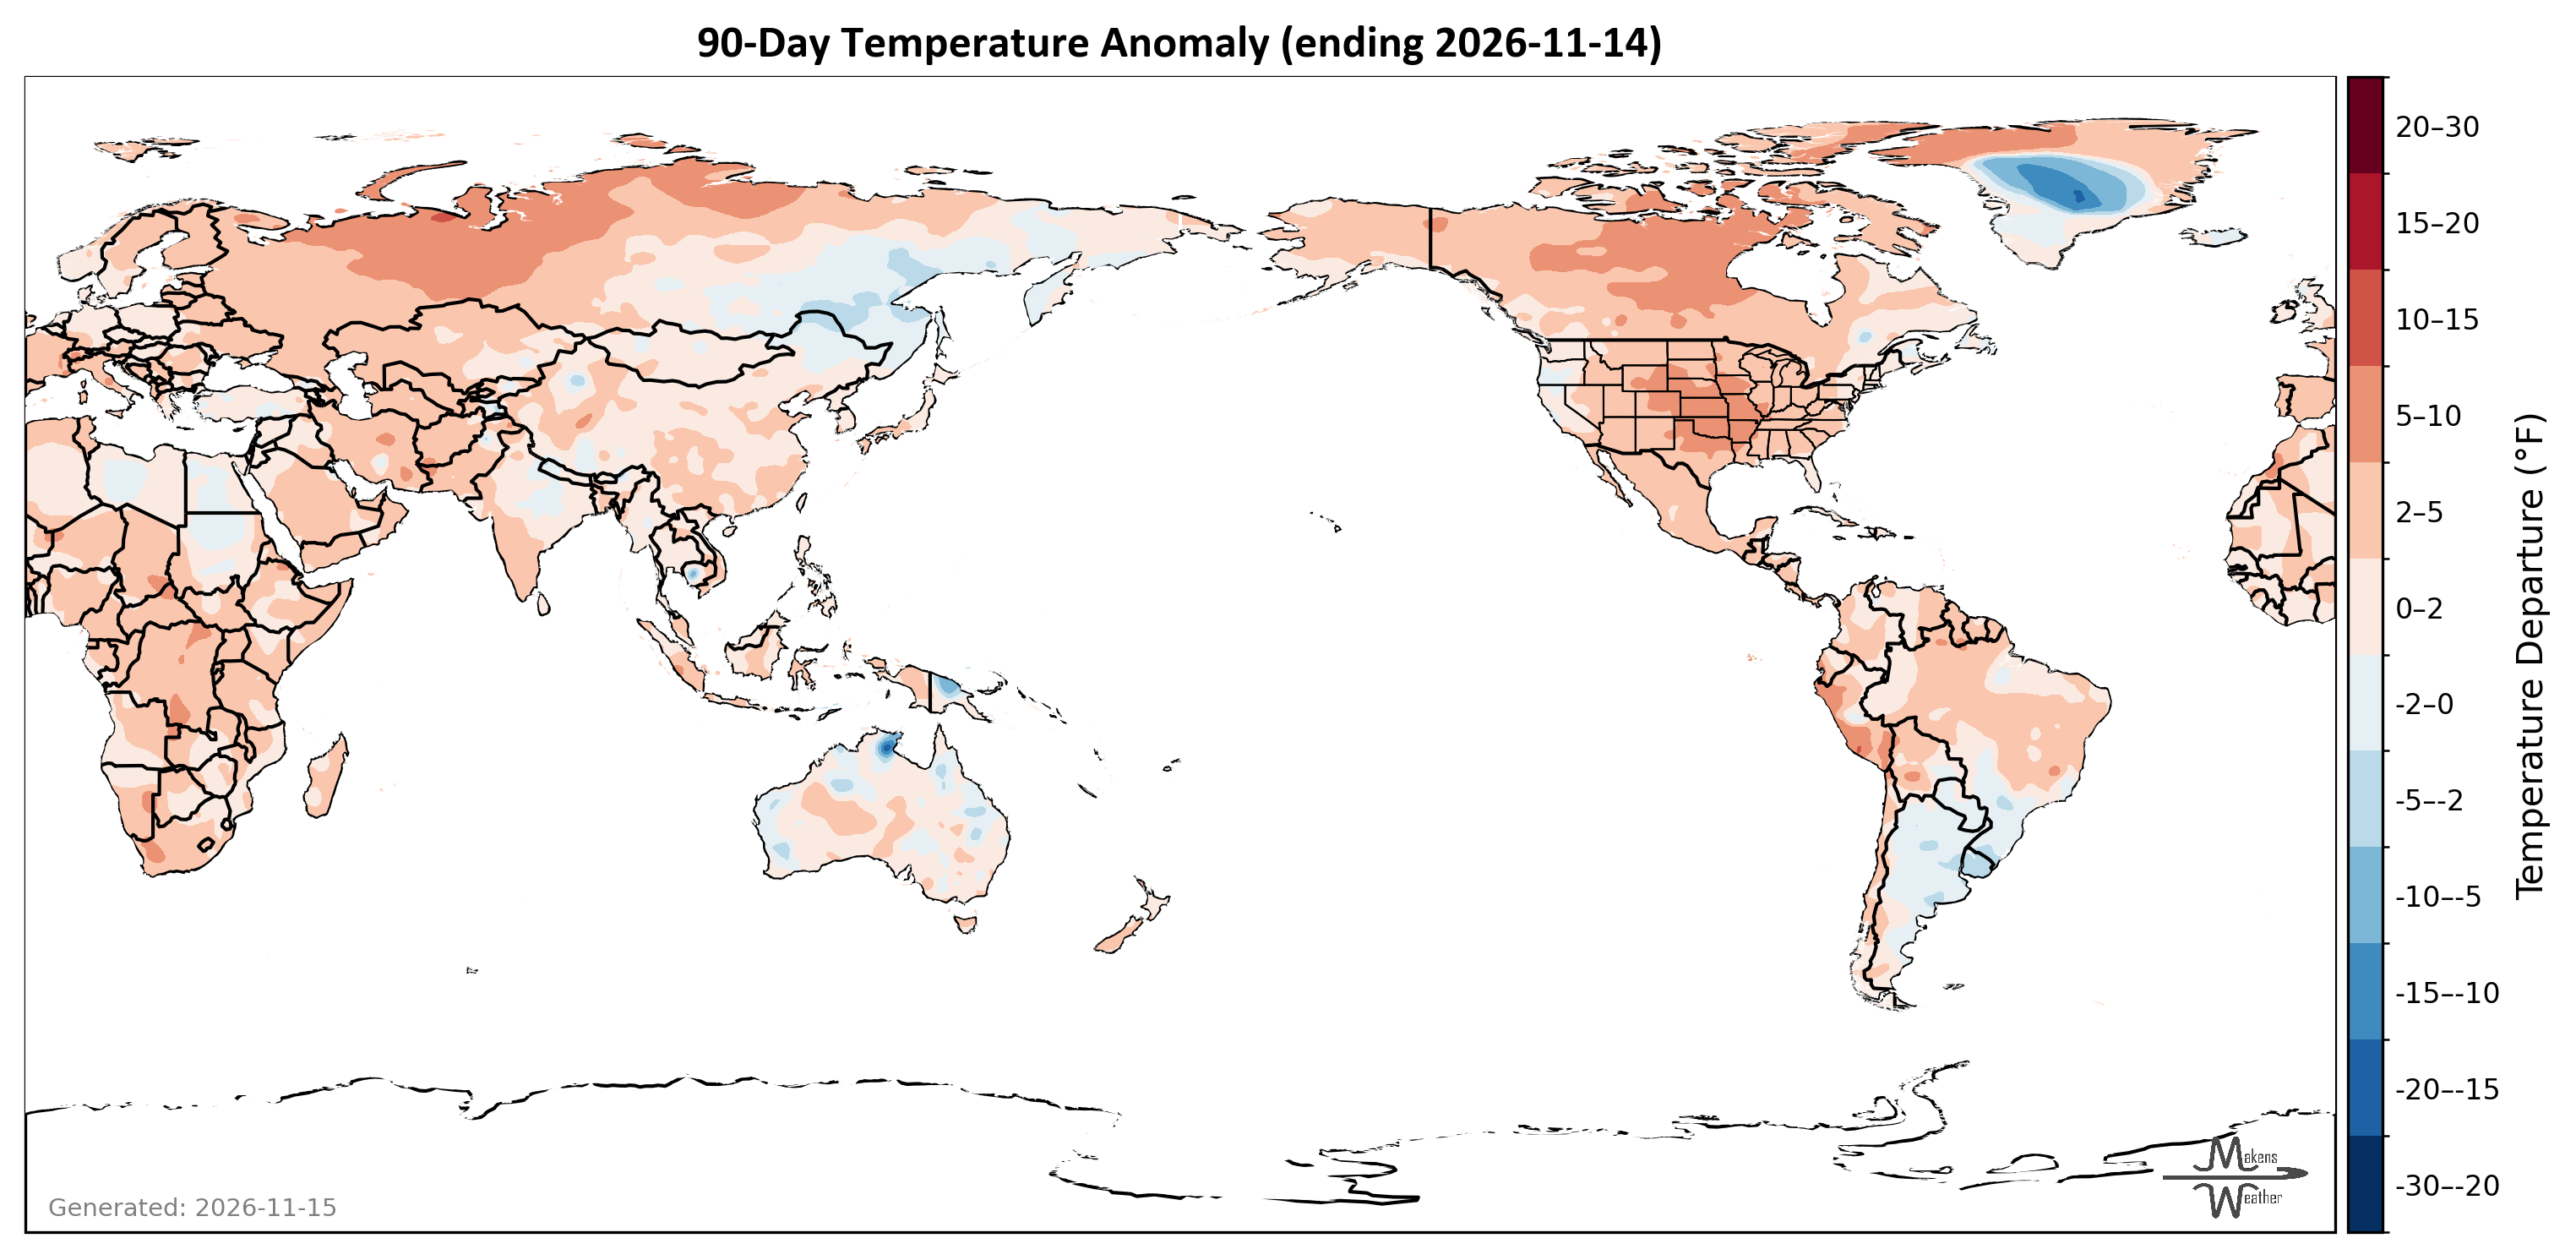 90-Day Temperature Anomaly (ending 2026-11-14)
20–30
15–20
10–15
5–10
2–5
0–2
-2–0
-5–-2
-10–-5
-15–-10
-20–-15
-30–-20
Temperature Departure (°F)
Makens
Weather
Generated: 2026-11-15